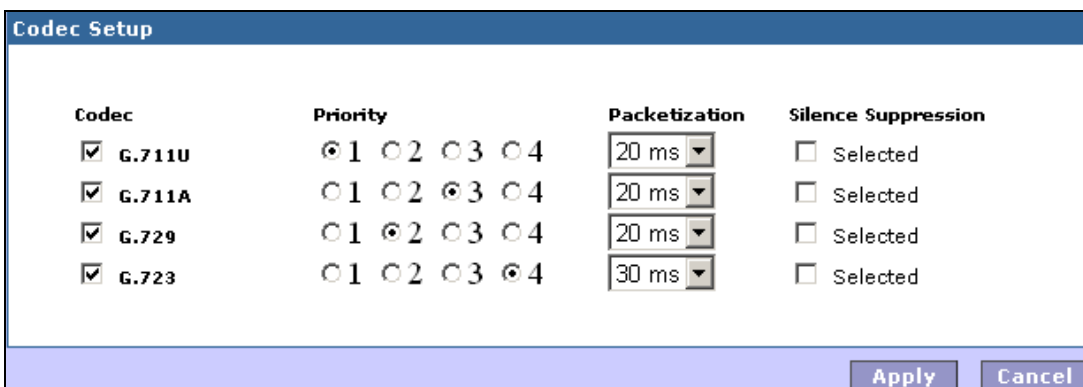 Codec Setup
Codec Priority Packetization Silence Suppression
G.711U 1 2 3 4 20 ms Selected
G.711A 1 2 3 4 20 ms Selected
G.729 1 2 3 4 20 ms Selected
G.723 1 2 3 4 30 ms Selected
Apply Cancel